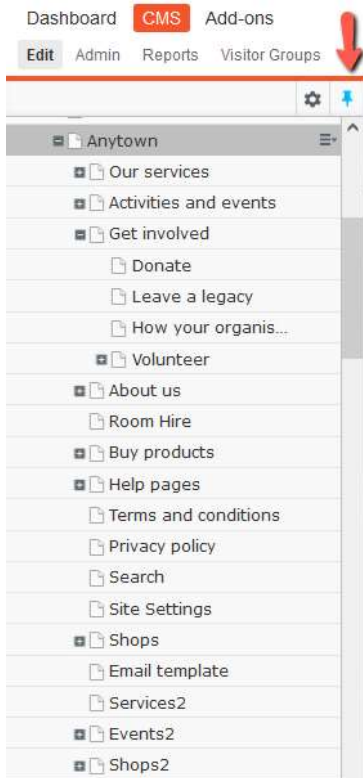 Dashboard CMS Add-ons
Edit Admin Reports Visitor Groups
Anytown
Our services
Activities and events
Get involved
Donate
Leave a legacy
How your organis...
Volunteer
About us
Room Hire
Buy products
Help pages
Terms and conditions
Privacy policy
Search
Site Settings
Shops
Email template
Services2
Events2
Shops2